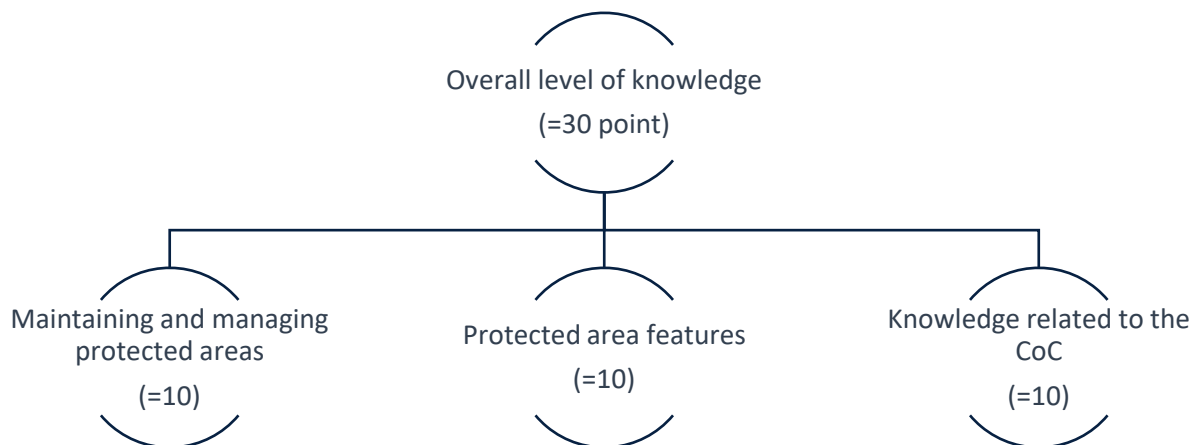 Overall level of knowledge
(=30 point)
Maintaining and managing
protected areas
(=10)
Protected area features
(=10)
Knowledge related to the
CoC
(=10)